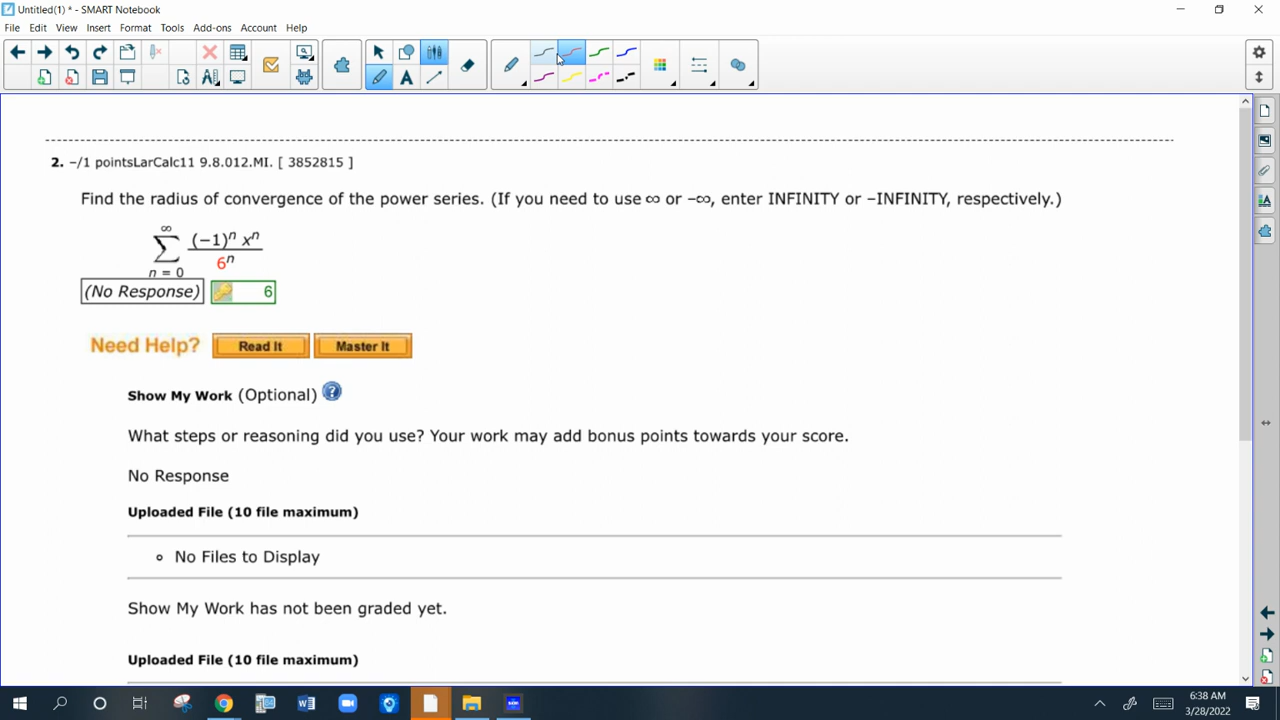 Untitled(1) * - SMART Notebook
File Edit View Insert Format Tools Add-ons Account Help
2. -/1 pointsLarCalc11 9.8.012.MI. [ 3852815 ]
Find the radius of convergence of the power series. (If you need to use ∞ or -∞, enter INFINITY or -INFINITY, respectively.)
∞
∑ (-1)^n x^n
6^n
n = 0
(No Response) 6
Need Help? Read It Master It
Show My Work (Optional) ?
What steps or reasoning did you use? Your work may add bonus points towards your score.
No Response
Uploaded File (10 file maximum)
No Files to Display
Show My Work has not been graded yet.
Uploaded File (10 file maximum)
6:38 AM
3/28/2022